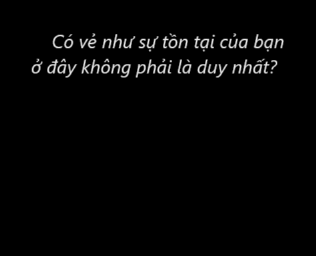 Có vẻ như sự tồn tại của bạn
ở đây không phải là duy nhất?